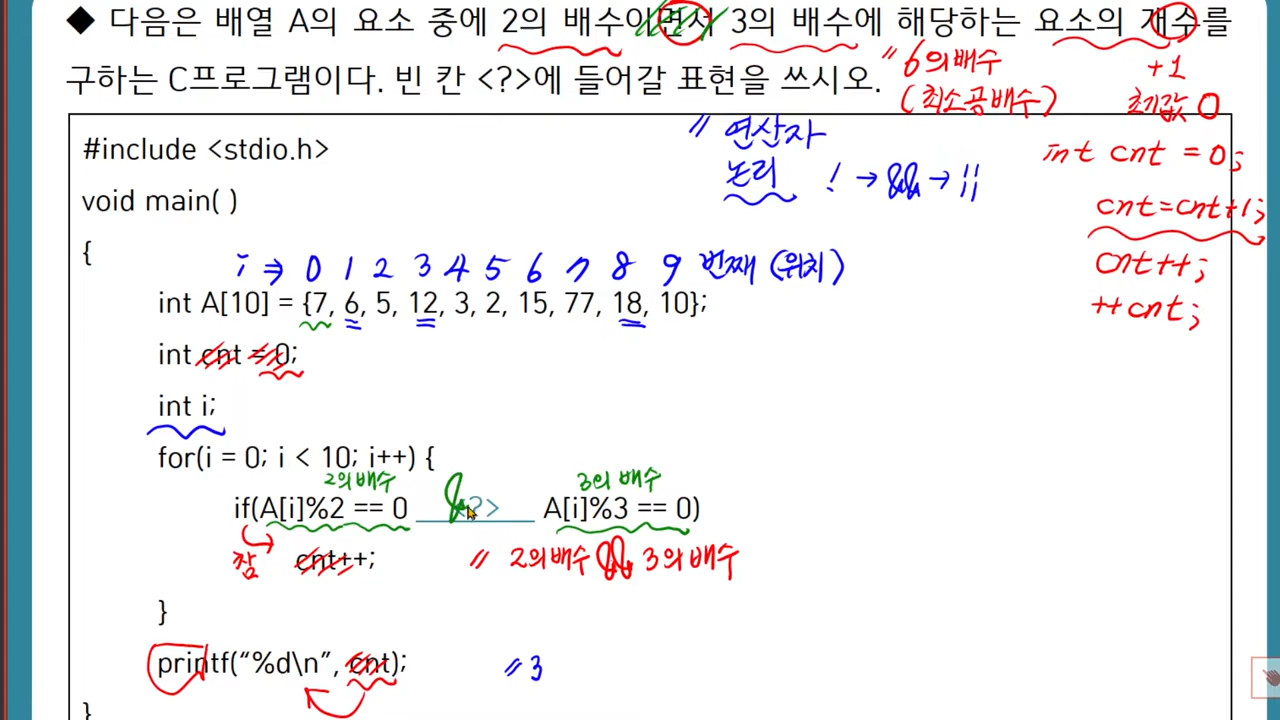 ◆ 다음은 배열 A의 요소 중에 2의 배수이면서 3의 배수에 해당하는 요소의 개수를
구하는 C프로그램이다. 빈 칸 <?>에 들어갈 표현을 쓰시오.
〃 6의배수
(최소공배수)
+1
초기값 0
int cnt = 0;
cnt=cnt+1;
cnt++;
++cnt;
〃 연산자
논리 ! → && → ||
#include <stdio.h>
void main( )
{
i ⇒ 0 1 2 3 4 5 6 7 8 9 번째 (위치)
int A[10] = {7, 6, 5, 12, 3, 2, 15, 77, 18, 10};
int cnt = 0;
int i;
for(i = 0; i < 10; i++) {
2의 배수 & 3의 배수
if(A[i]%2 == 0 <?> A[i]%3 == 0)
참 cnt++; 〃 2의배수 && 3의배수
}
printf(“%d\n”, cnt); 〃 3
}